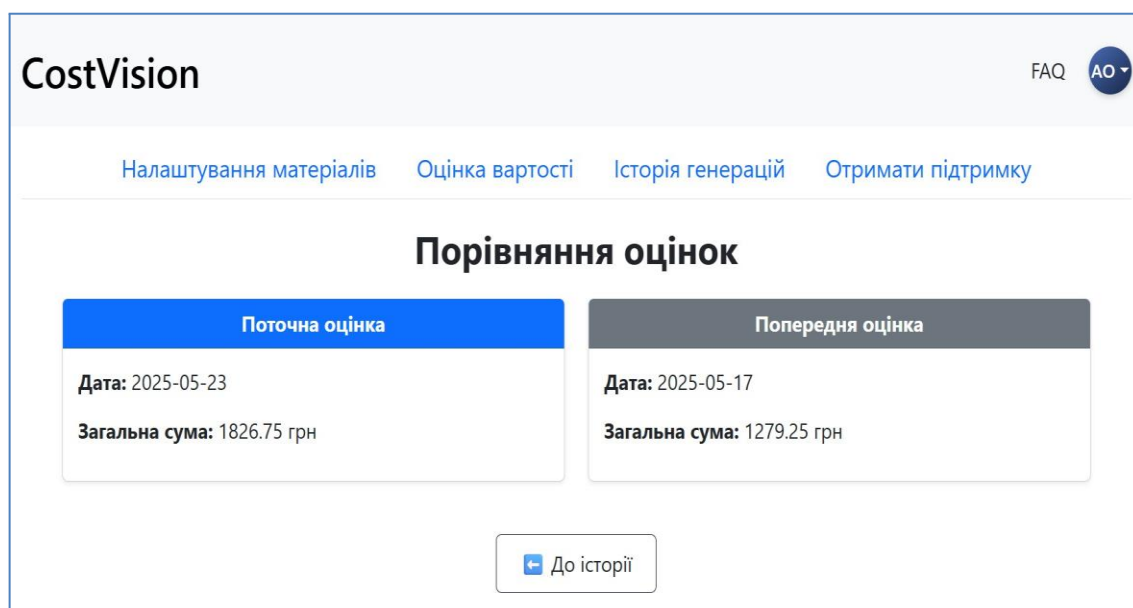 CostVision
FAQ
АО
Налаштування матеріалів Оцінка вартості Історія генерацій Отримати підтримку
Порівняння оцінок
Поточна оцінка
Дата: 2025-05-23
Загальна сума: 1826.75 грн
Попередня оцінка
Дата: 2025-05-17
Загальна сума: 1279.25 грн
До історії